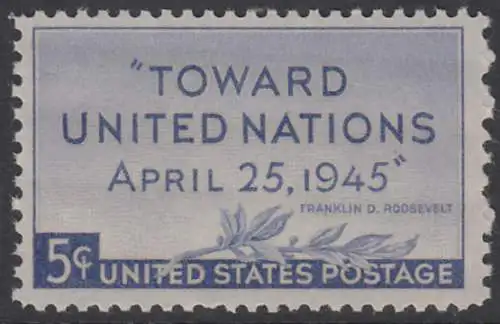 "TOWARD
UNITED NATIONS
APRIL 25, 1945"
FRANKLIN D. ROOSEVELT
5¢ UNITED STATES POSTAGE